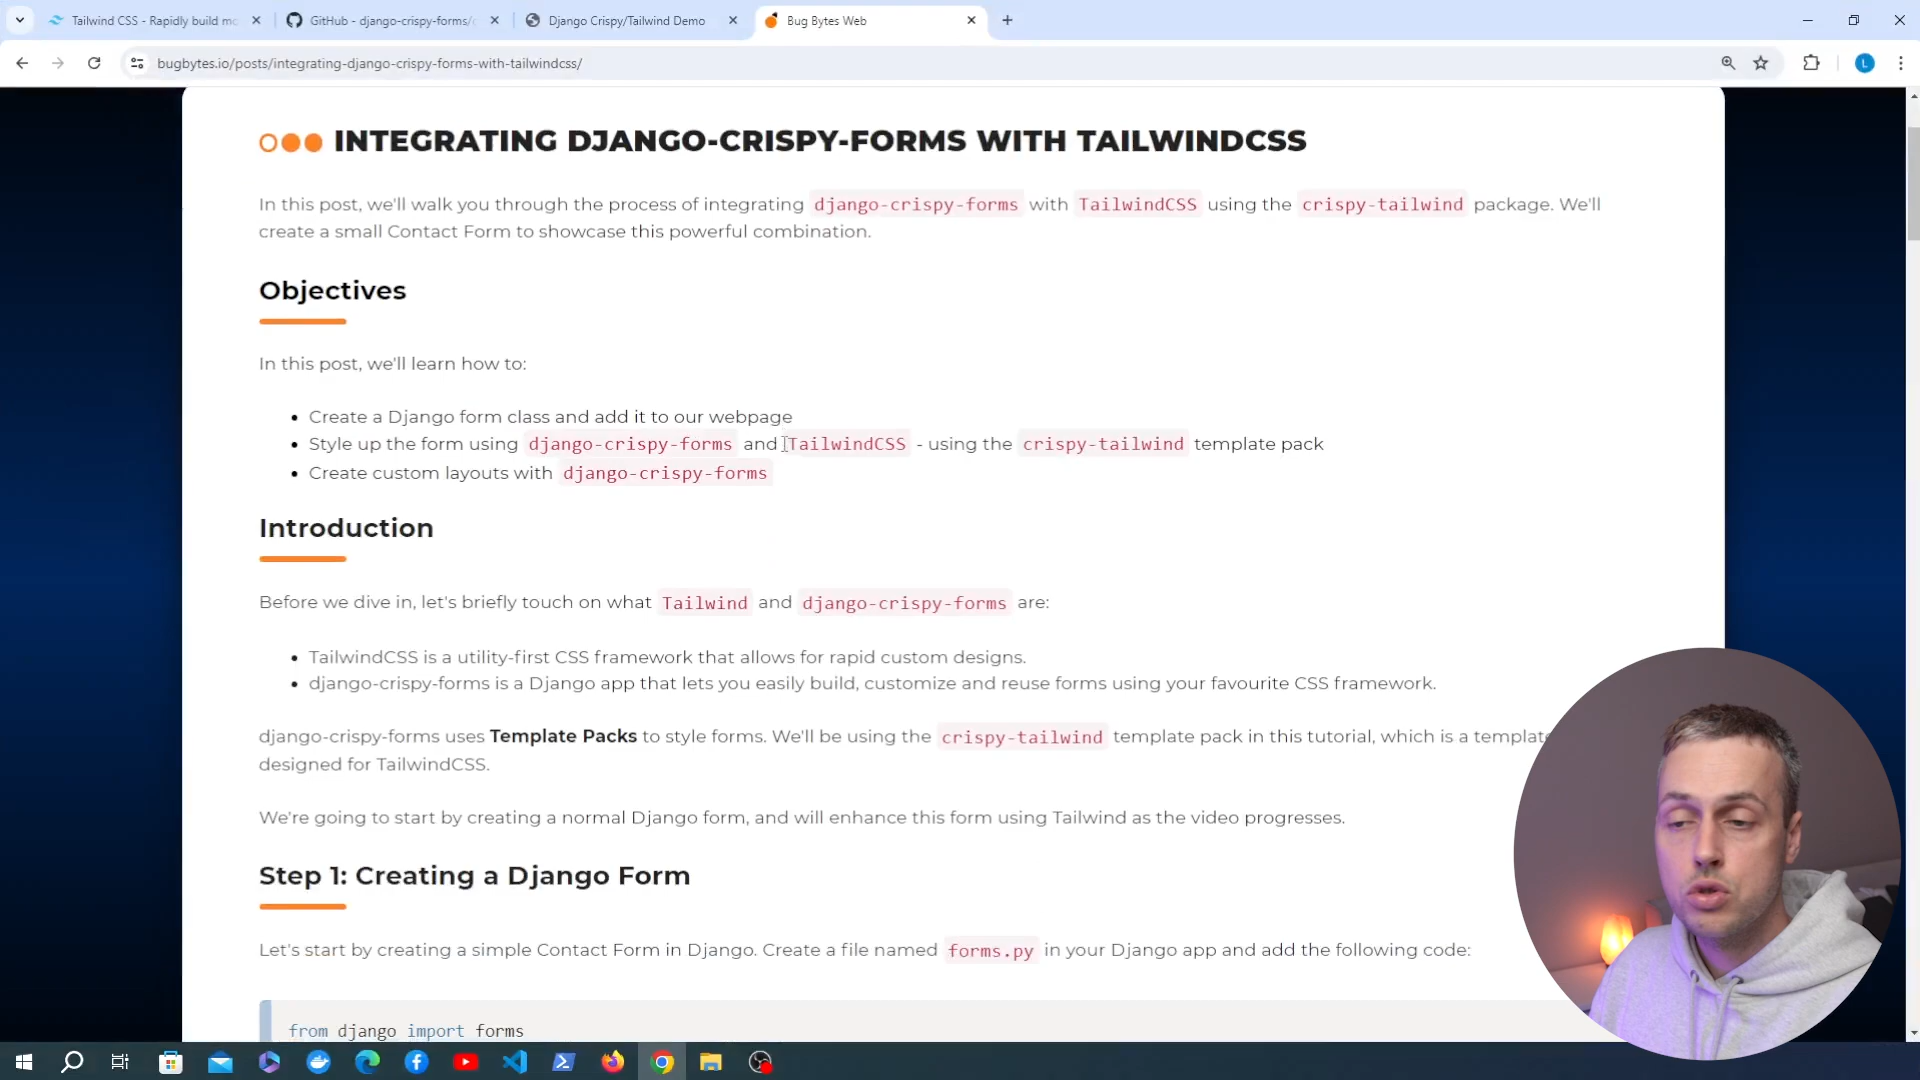 Tailwind CSS - Rapidly build mo
GitHub - django-crispy-forms/
Django Crispy/Tailwind Demo
Bug Bytes Web
bugbytes.io/posts/integrating-django-crispy-forms-with-tailwindcss/
L
INTEGRATING DJANGO-CRISPY-FORMS WITH TAILWINDCSS
In this post, we'll walk you through the process of integrating django-crispy-forms with TailwindCSS using the crispy-tailwind package. We'll
create a small Contact Form to showcase this powerful combination.
Objectives
In this post, we'll learn how to:
• Create a Django form class and add it to our webpage
• Style up the form using django-crispy-forms and TailwindCSS - using the crispy-tailwind template pack
• Create custom layouts with django-crispy-forms
Introduction
Before we dive in, let's briefly touch on what Tailwind and django-crispy-forms are:
• TailwindCSS is a utility-first CSS framework that allows for rapid custom designs.
• django-crispy-forms is a Django app that lets you easily build, customize and reuse forms using your favourite CSS framework.
django-crispy-forms uses Template Packs to style forms. We'll be using the crispy-tailwind template pack in this tutorial, which is a template
designed for TailwindCSS.
We're going to start by creating a normal Django form, and will enhance this form using Tailwind as the video progresses.
Step 1: Creating a Django Form
Let's start by creating a simple Contact Form in Django. Create a file named forms.py in your Django app and add the following code:
from django import forms